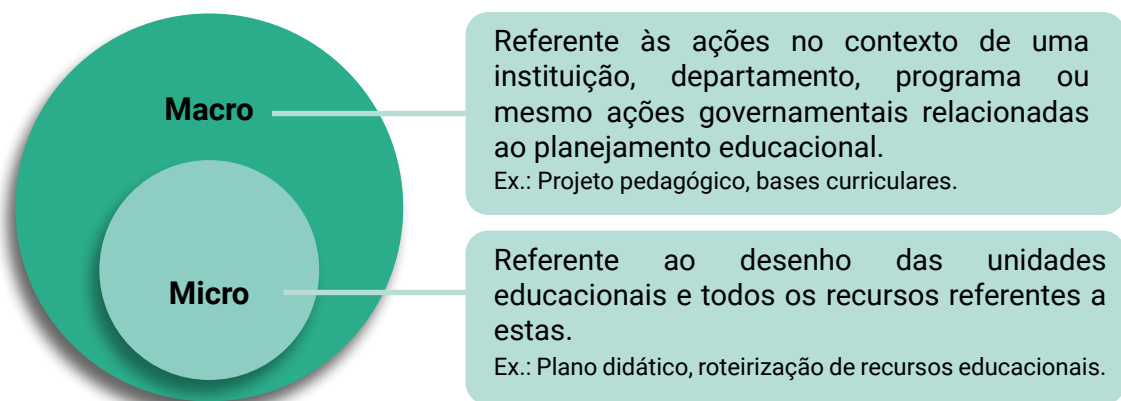 Macro
Referente às ações no contexto de uma
instituição, departamento, programa ou
mesmo ações governamentais relacionadas
ao planejamento educacional.
Ex.: Projeto pedagógico, bases curriculares.
Micro
Referente ao desenho das unidades
educacionais e todos os recursos referentes a
estas.
Ex.: Plano didático, roteirização de recursos educacionais.